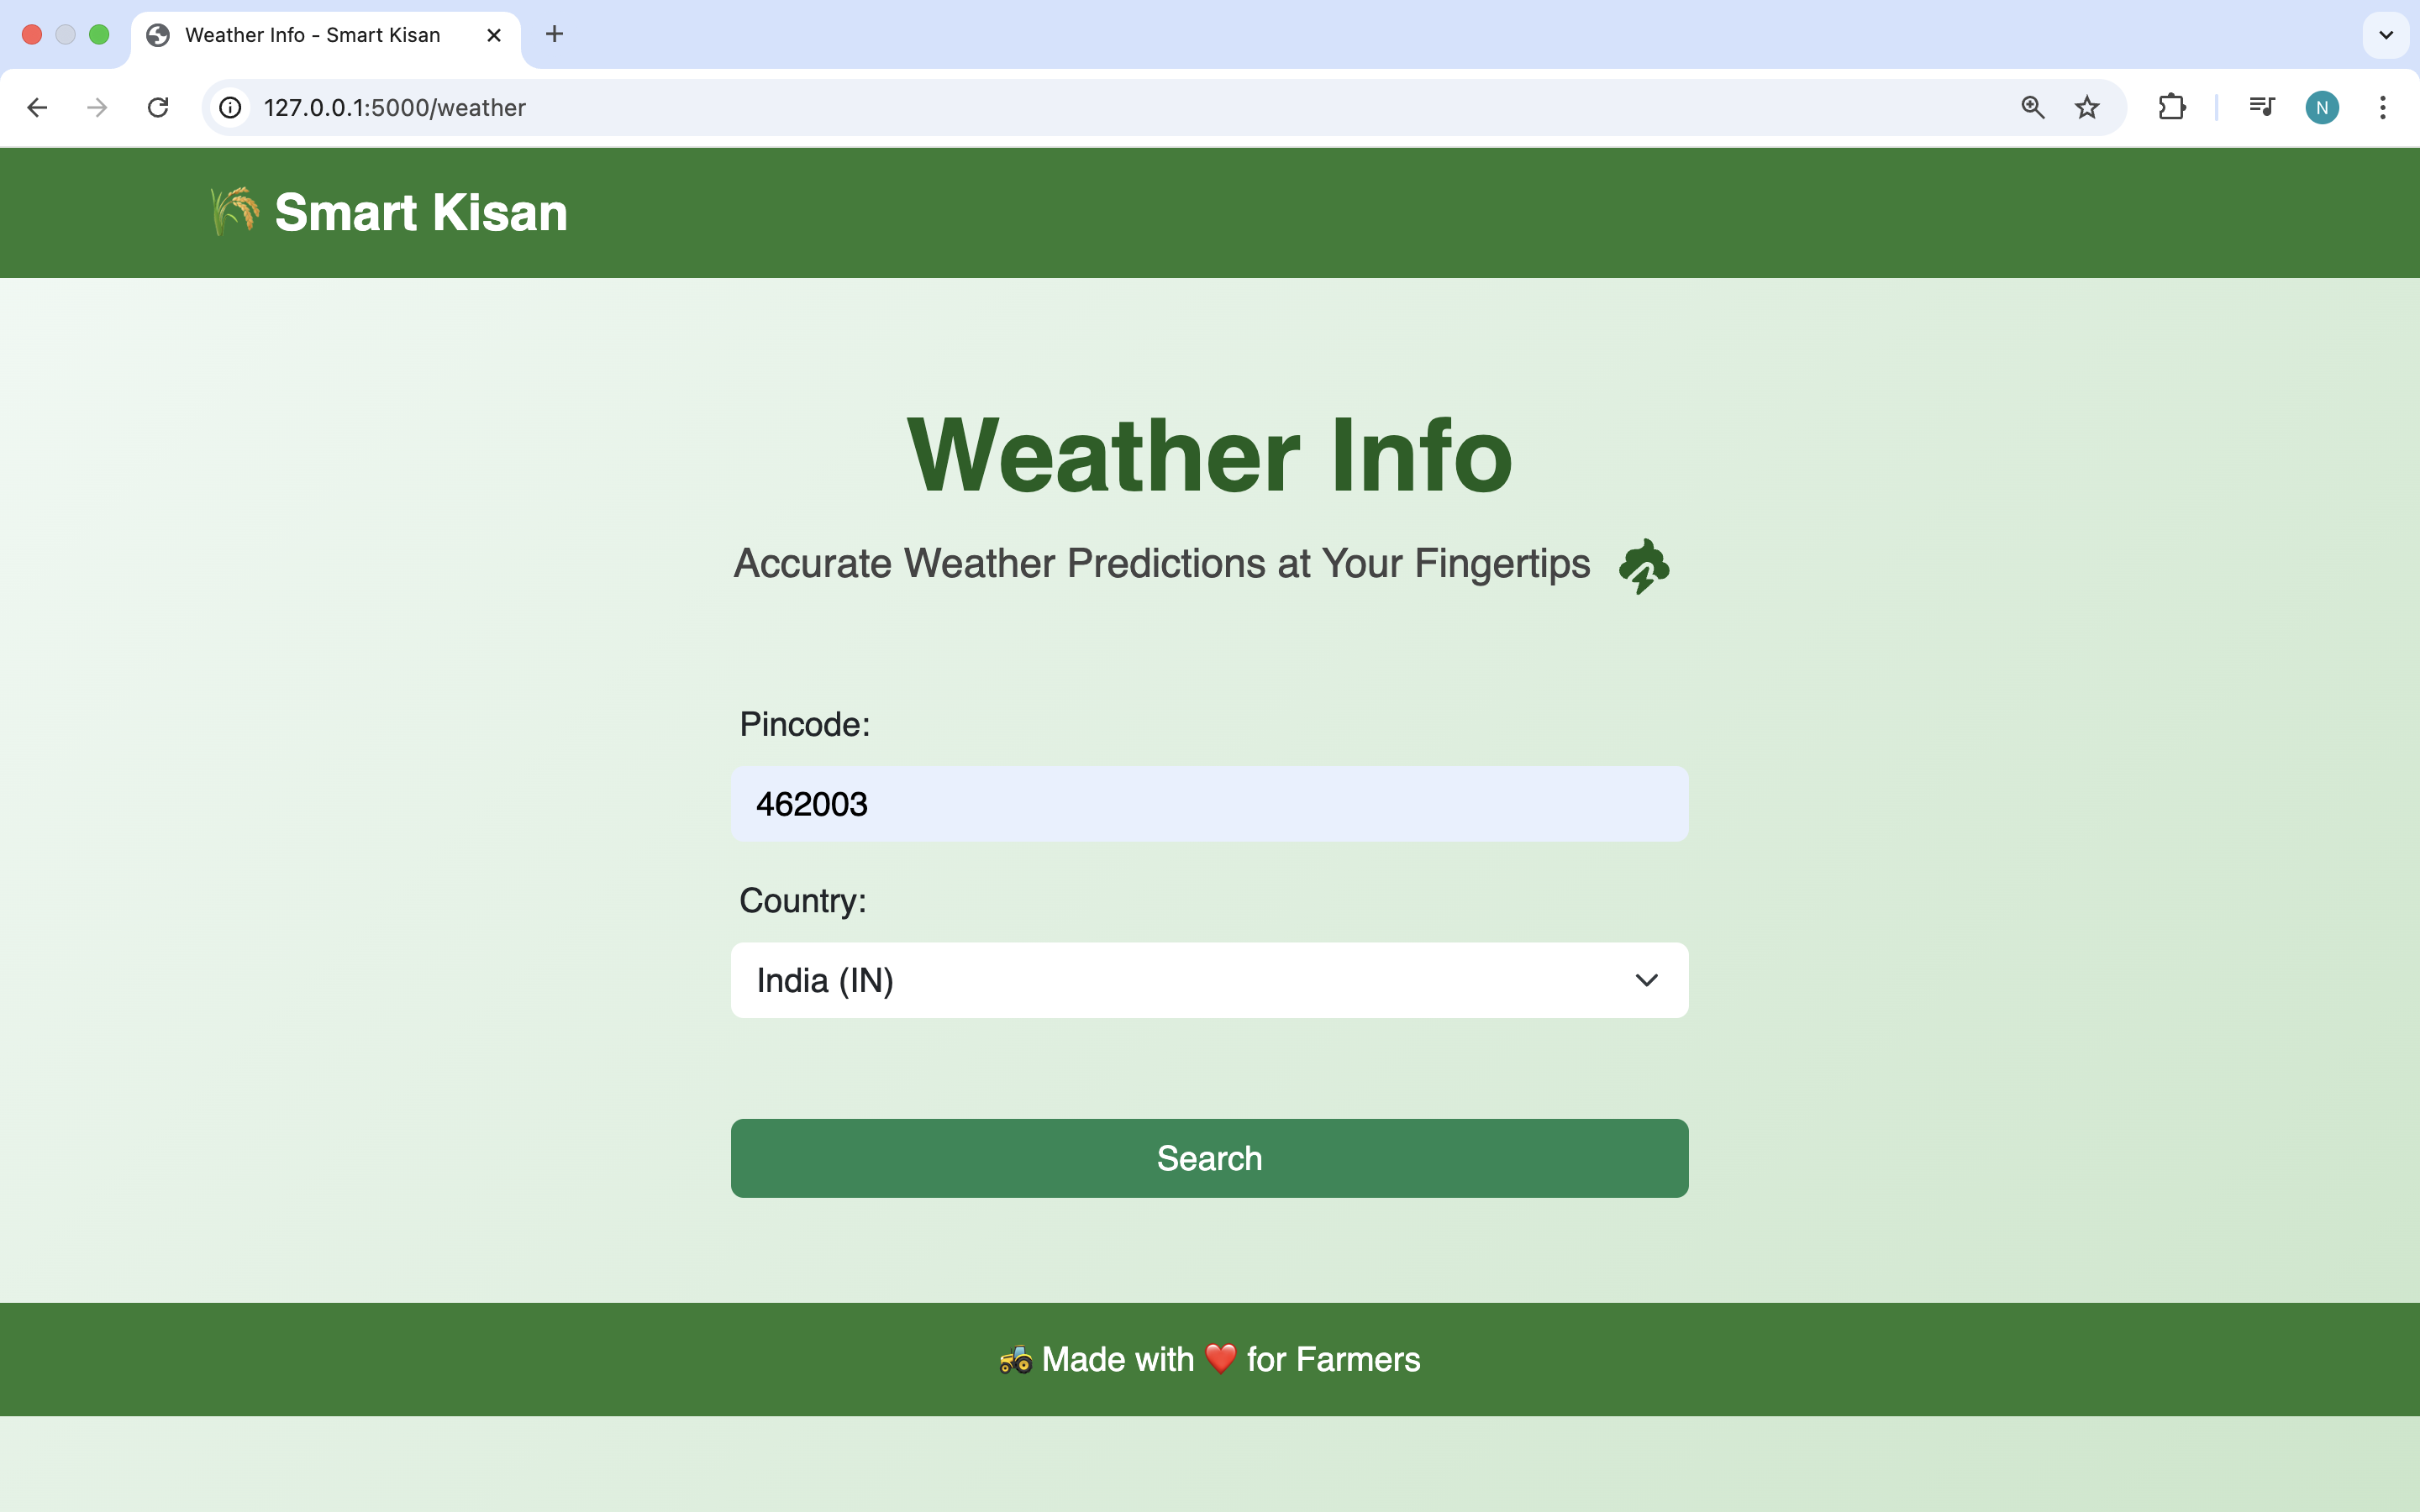 Weather Info - Smart Kisan
127.0.0.1:5000/weather
N
🌾 Smart Kisan
Weather Info
Accurate Weather Predictions at Your Fingertips
Pincode:
462003
Country:
India (IN)
Search
🚜 Made with ❤️ for Farmers